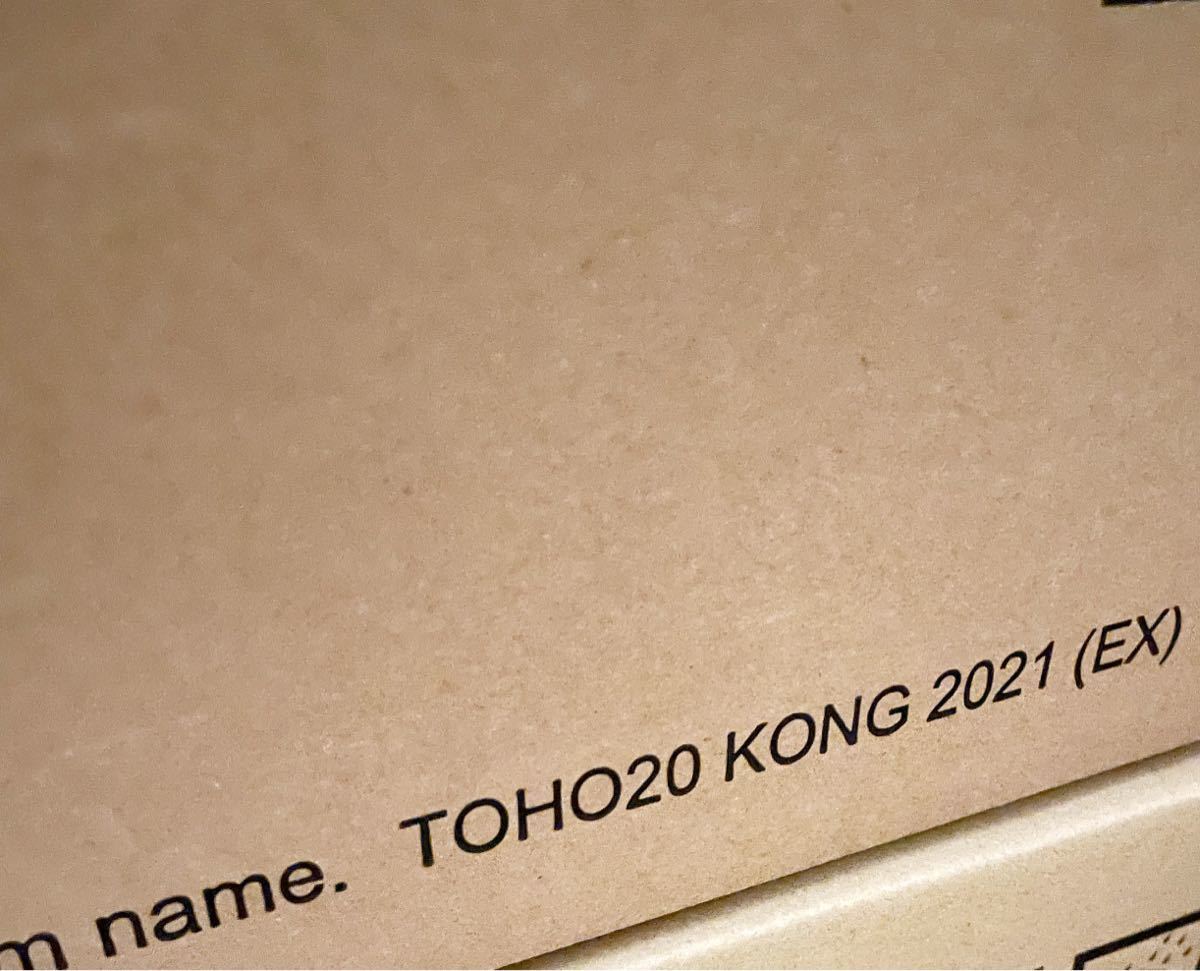 m name. TOHO20 KONG 2021 (EX)